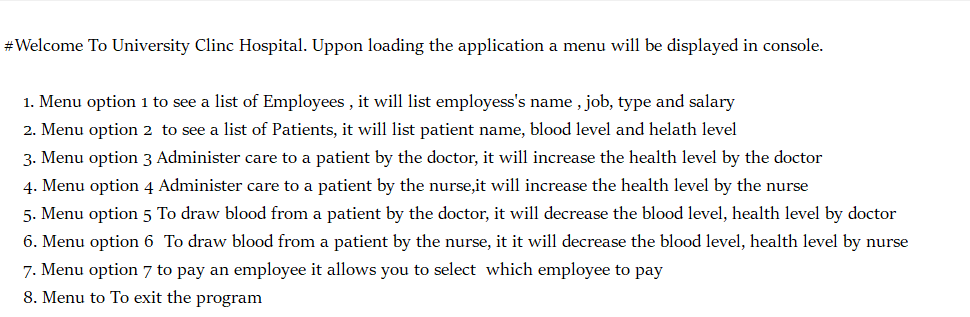 #Welcome To University Clinc Hospital. Uppon loading the application a menu will be displayed in console.
1. Menu option 1 to see a list of Employees , it will list employess's name , job, type and salary
2. Menu option 2  to see a list of Patients, it will list patient name, blood level and helath level
3. Menu option 3 Administer care to a patient by the doctor, it will increase the health level by the doctor
4. Menu option 4 Administer care to a patient by the nurse,it will increase the health level by the nurse
5. Menu option 5 To draw blood from a patient by the doctor, it will decrease the blood level, health level by doctor
6. Menu option 6  To draw blood from a patient by the nurse, it it will decrease the blood level, health level by nurse
7. Menu option 7 to pay an employee it allows you to select  which employee to pay
8. Menu to To exit the program